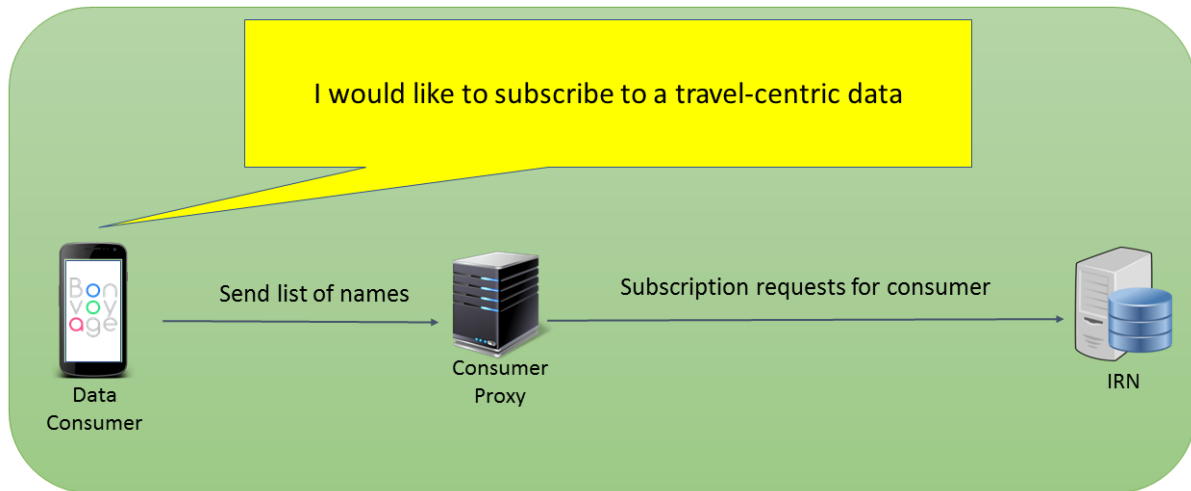 I would like to subscribe to a travel-centric data
Bon
voy
age
Send list of names
Subscription requests for consumer
Data
Consumer
Consumer
Proxy
IRN